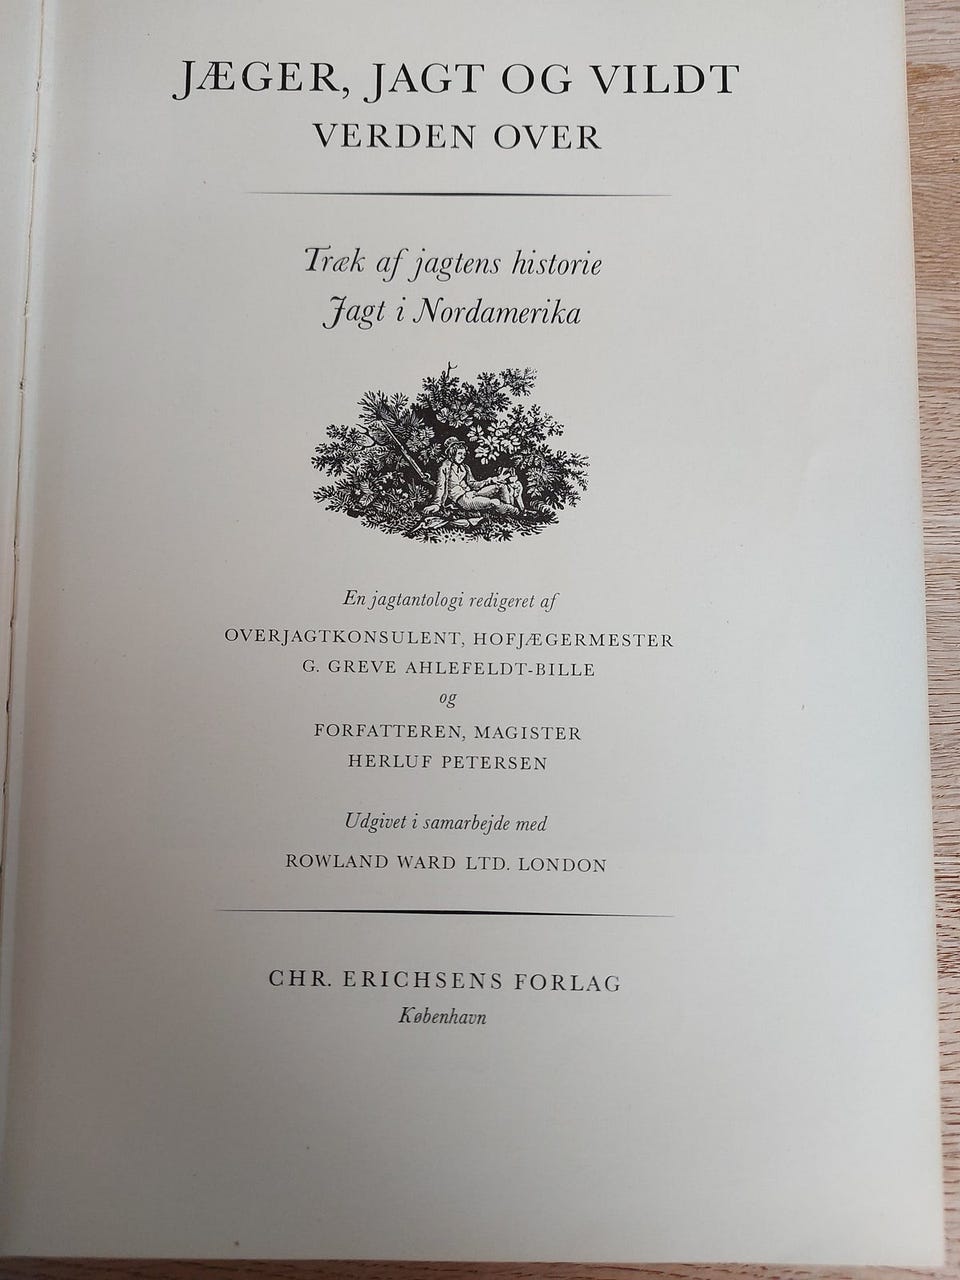 JÆGER, JAGT OG VILDT
VERDEN OVER
Træk af jagtens historie
Jagt i Nordamerika
En jagtantologi redigeret af
OVERJAGTKONSULENT, HOFJÆGERMESTER
G. GREVE AHLEFELDT-BILLE
og
FORFATTEREN, MAGISTER
HERLUF PETERSEN
Udgivet i samarbejde med
ROWLAND WARD LTD. LONDON
CHR. ERICHSENS FORLAG
København